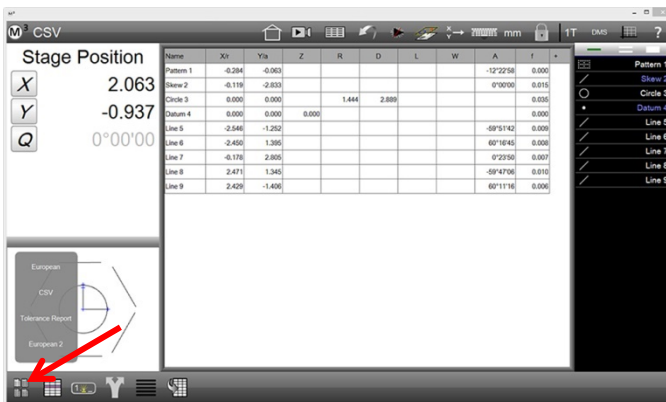 M³ CSV
mm
1T
DMS
?
Stage Position
X 2.063
Y -0.937
Q 0°00'00
Name X/r Y/a Z R D L W A f +
Pattern 1 -0.284 -0.063 -12°22'58 0.000
Skew 2 -0.119 -2.833 0°00'00 0.015
Circle 3 0.000 0.000 1.444 2.889 0.035
Datum 4 0.000 0.000 0.000 0.000
Line 5 -2.546 -1.252 -59°51'42 0.009
Line 6 -2.450 1.395 60°16'45 0.008
Line 7 -0.178 2.805 0°23'50 0.007
Line 8 2.471 1.345 -59°47'06 0.010
Line 9 2.429 -1.406 60°11'16 0.006
Pattern 1
Skew 2
Circle 3
Datum 4
Line 5
Line 6
Line 7
Line 8
Line 9
European
CSV
Tolerance Report
European 2